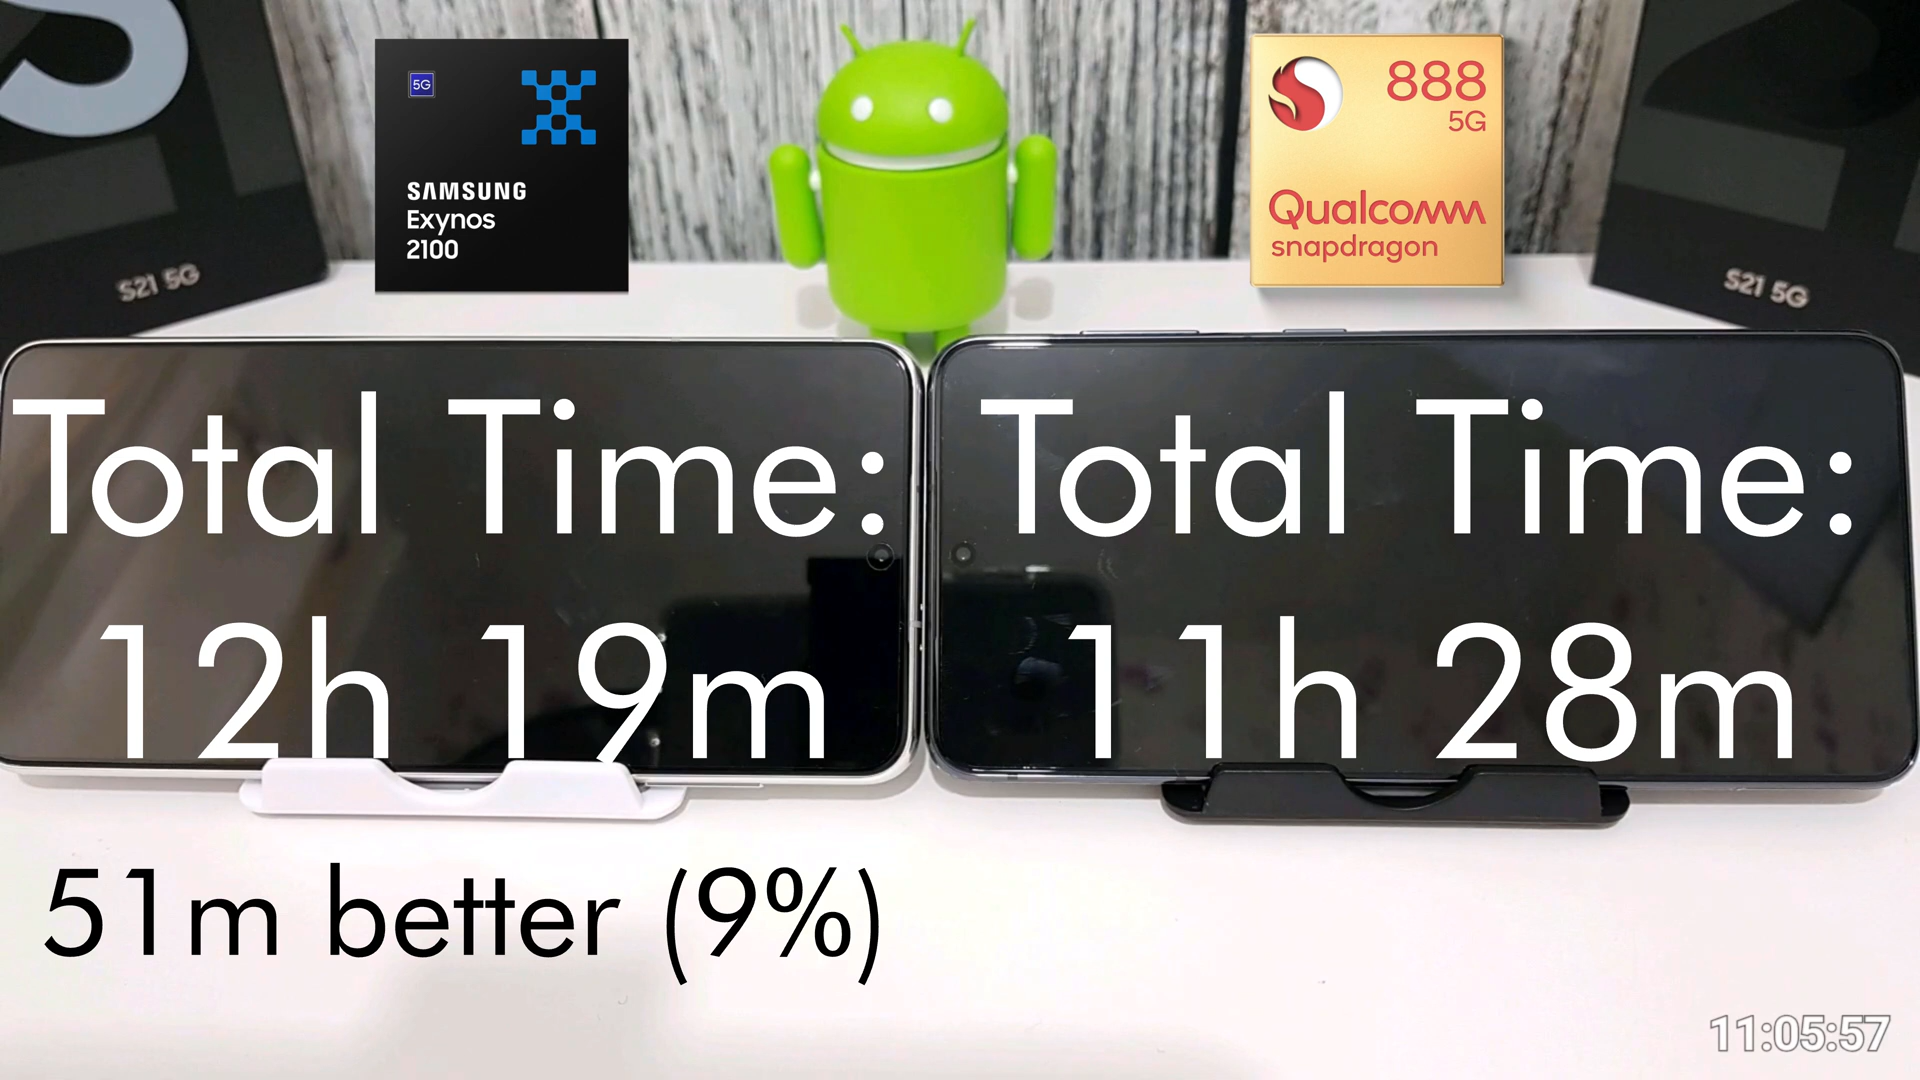 5G
SAMSUNG
Exynos
2100
888
5G
Qualcomm
snapdragon
S21 5G
S21 5G
Total Time:
12h 19m
Total Time:
11h 28m
51m better (9%)
11:05:57